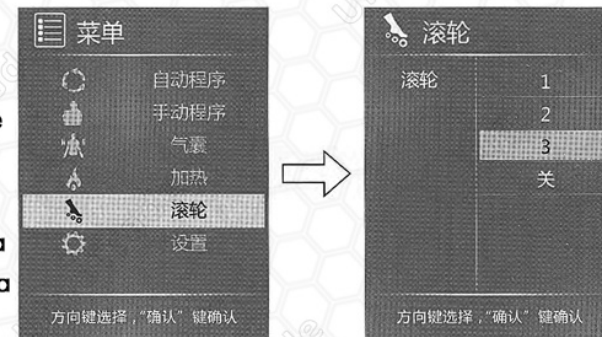 菜单
自动程序
手动程序
气囊
加热
滚轮
设置
方向键选择,“确认”键确认
滚轮
滚轮 1
2
3
关
方向键选择,“确认”键确认
e
a
a